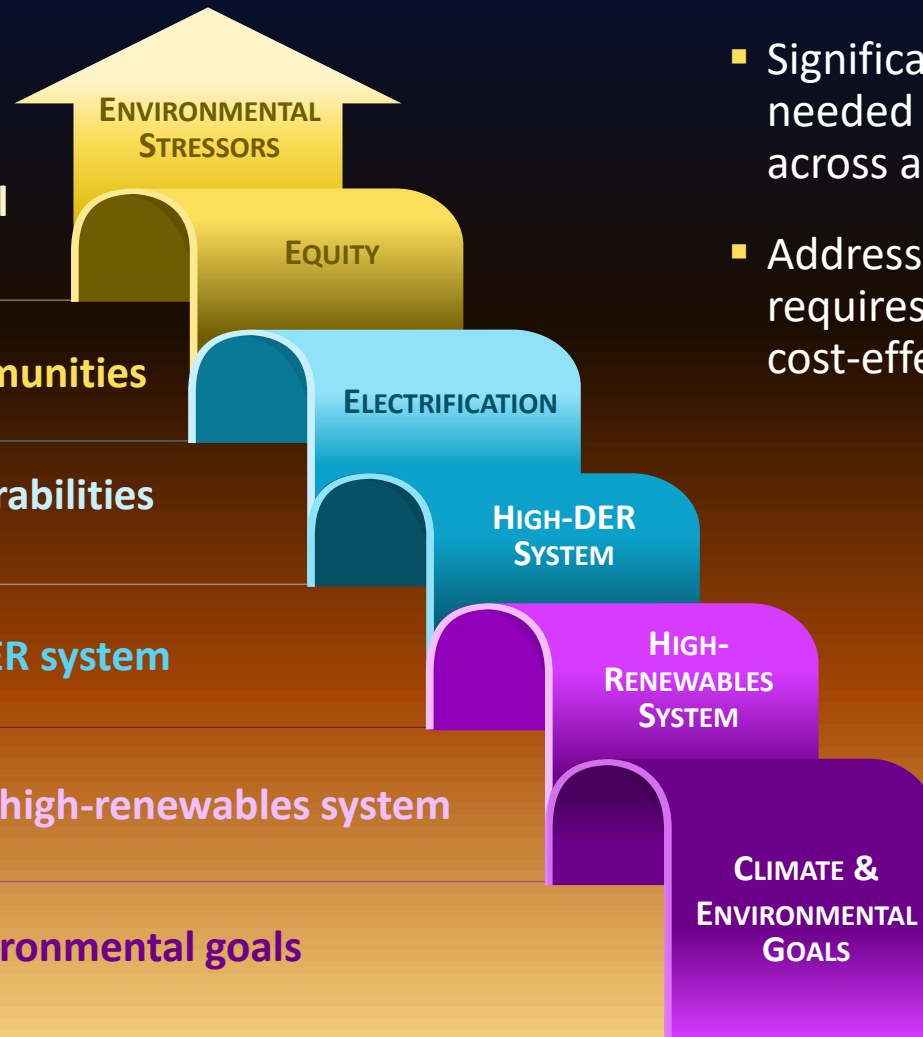 ENVIRONMENTAL
STRESSORS
EQUITY
munities
ELECTRIFICATION
rabilities
HIGH-DER
SYSTEM
ER system
HIGH-
RENEWABLES
SYSTEM
high-renewables system
CLIMATE &
ENVIRONMENTAL
GOALS
ronmental goals
▪ Significa
needed
across a
▪ Address
requires
cost-effe